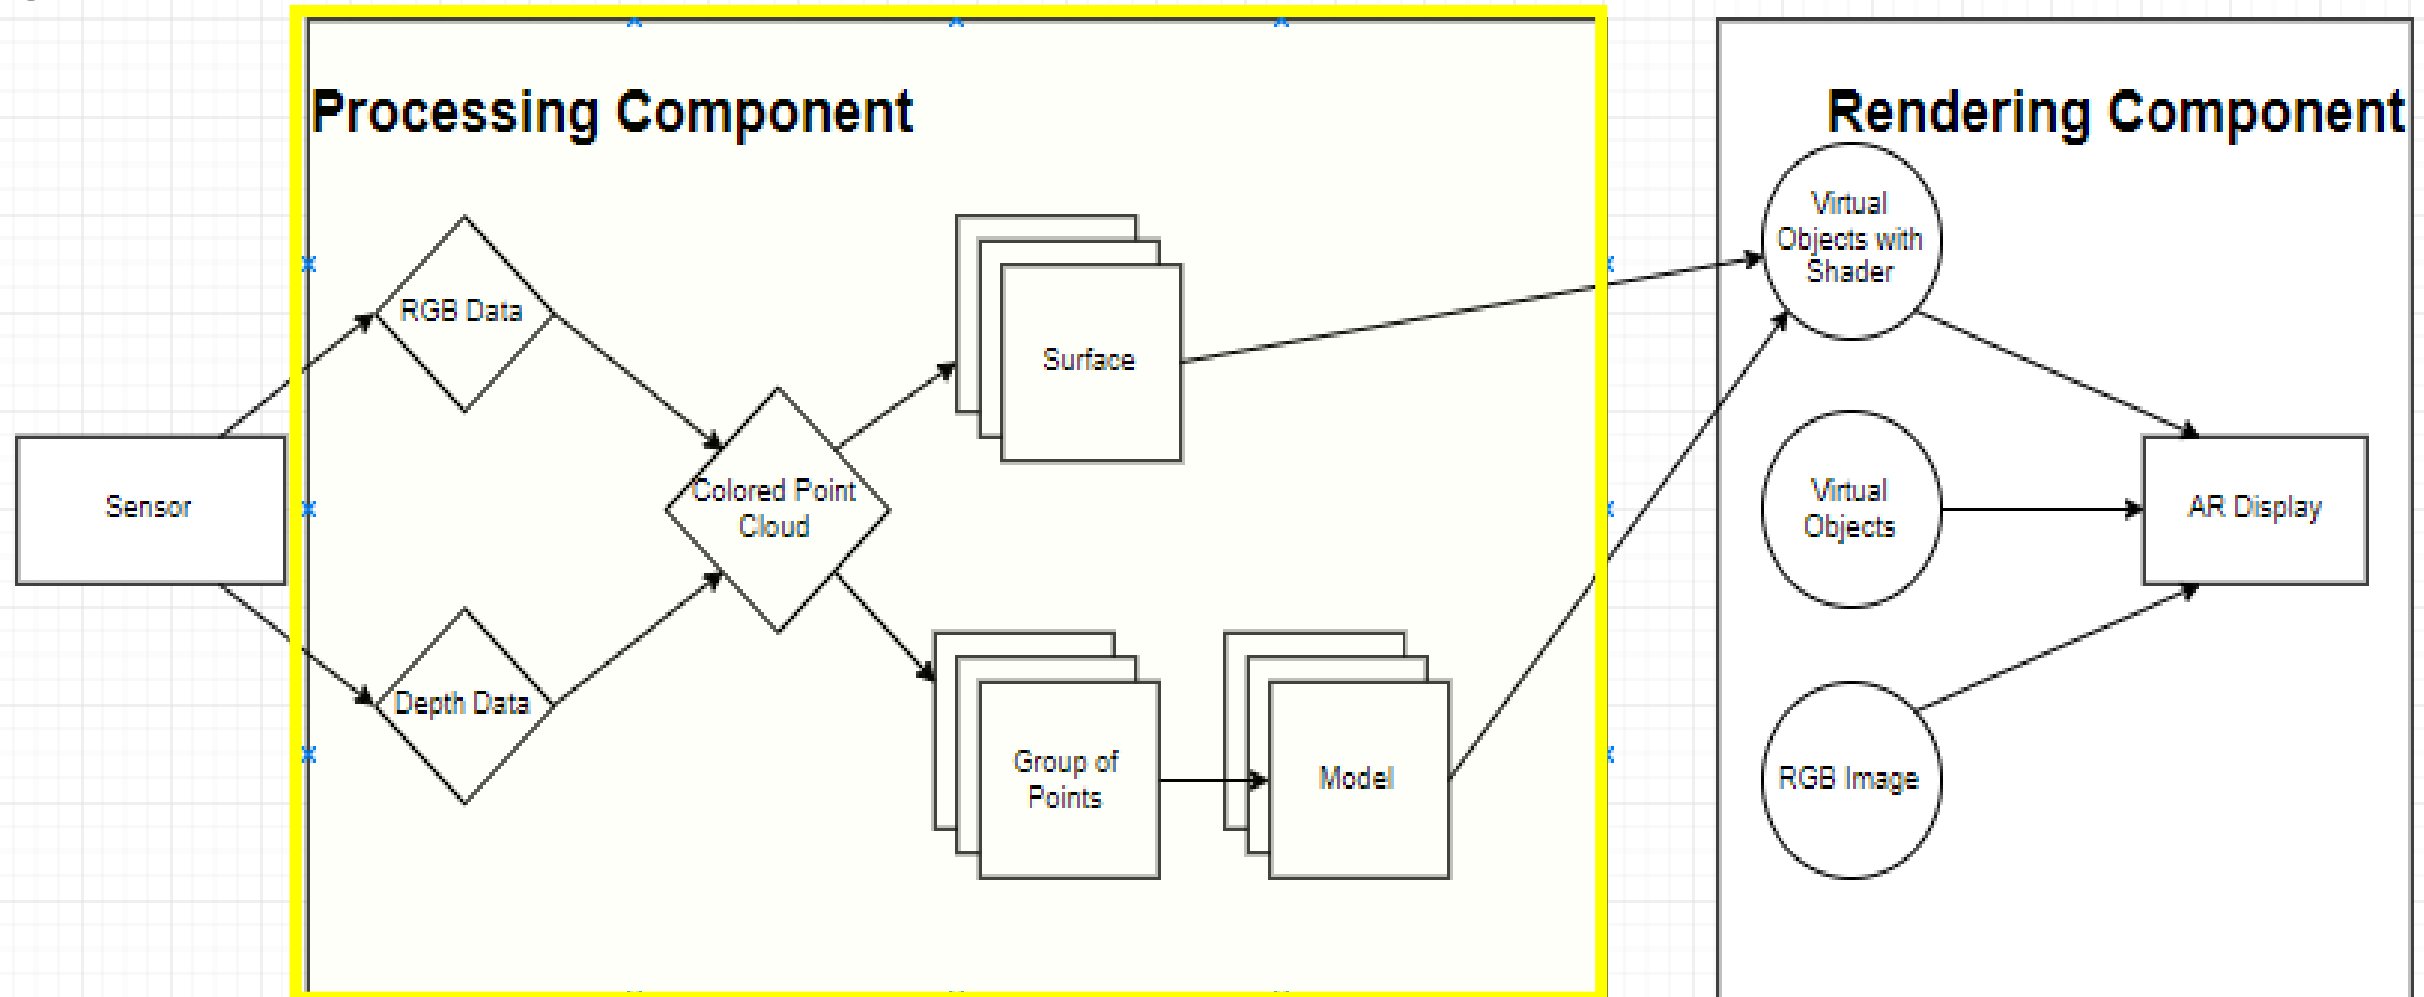 Processing Component
Rendering Component
Virtual
Objects with
Shader
RGB Data
Surface
Sensor
Colored Point
Cloud
Virtual
Objects
AR Display
Depth Data
Group of
Points
Model
RGB Image